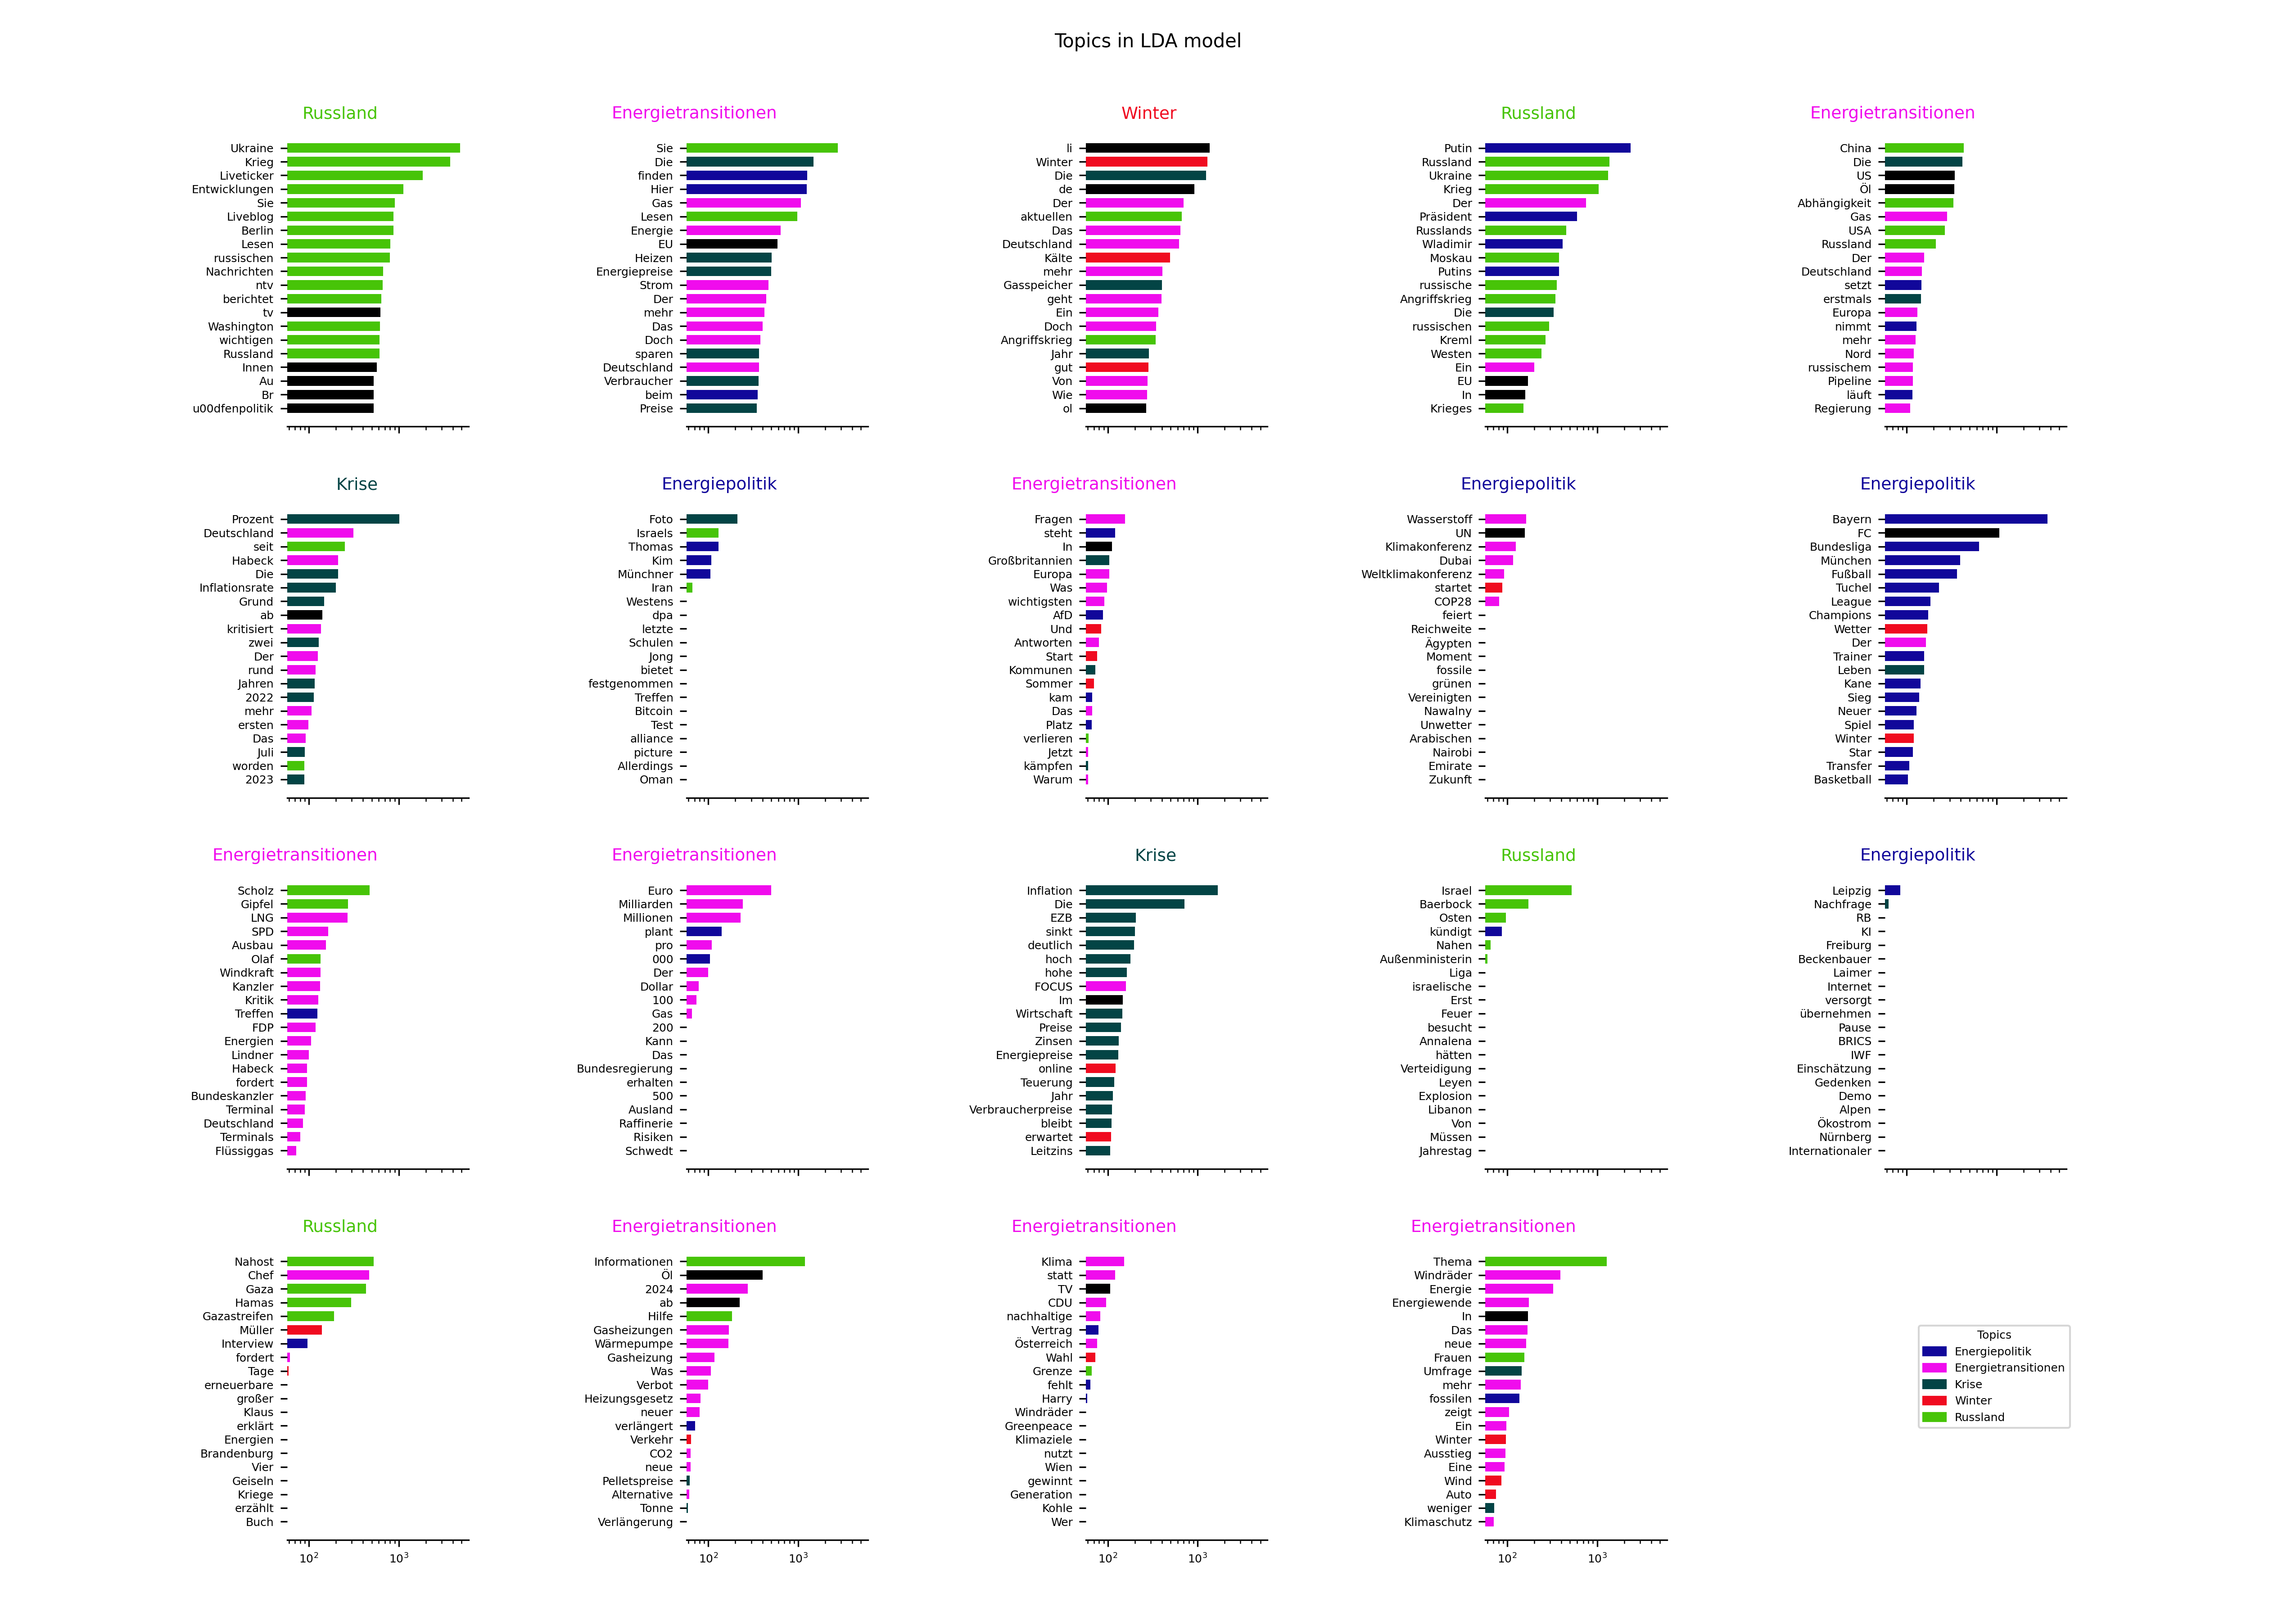 Topics in LDA model
Russland
Ukraine
Krieg
Liveticker
Entwicklungen
Sie
Liveblog
Berlin
Lesen
russischen
Nachrichten
ntv
berichtet
tv
Washington
wichtigen
Russland
Innen
Au
Br
u00dfenpolitik
Energietransitionen
Sie
Die
finden
Hier
Gas
Lesen
Energie
EU
Heizen
Energiepreise
Strom
Der
mehr
Das
Doch
sparen
Deutschland
Verbraucher
beim
Preise
Winter
li
Winter
Die
de
Der
aktuellen
Das
Deutschland
Kälte
mehr
Gasspeicher
geht
Ein
Doch
Angriffskrieg
Jahr
gut
Von
Wie
ol
Russland
Putin
Russland
Ukraine
Krieg
Der
Präsident
Russlands
Wladimir
Moskau
Putins
russische
Angriffskrieg
Die
russischen
Kreml
Westen
Ein
EU
In
Krieges
Energietransitionen
China
Die
US
Öl
Abhängigkeit
Gas
USA
Russland
Der
Deutschland
setzt
erstmals
Europa
nimmt
mehr
Nord
russischem
Pipeline
läuft
Regierung
Krise
Prozent
Deutschland
seit
Habeck
Die
Inflationsrate
Grund
ab
kritisiert
zwei
Der
rund
Jahren
2022
mehr
ersten
Das
Juli
worden
2023
Energiepolitik
Foto
Israels
Thomas
Kim
Münchner
Iran
Westens
dpa
letzte
Schulen
Jong
bietet
festgenommen
Treffen
Bitcoin
Test
alliance
picture
Allerdings
Oman
Energietransitionen
Fragen
steht
In
Großbritannien
Europa
Was
wichtigsten
AfD
Und
Antworten
Start
Kommunen
Sommer
kam
Das
Platz
verlieren
Jetzt
kämpfen
Warum
Energiepolitik
Wasserstoff
UN
Klimakonferenz
Dubai
Weltklimakonferenz
startet
COP28
feiert
Reichweite
Ägypten
Moment
fossile
grünen
Vereinigten
Nawalny
Unwetter
Arabischen
Nairobi
Emirate
Zukunft
Energiepolitik
Bayern
FC
Bundesliga
München
Fußball
Tuchel
League
Champions
Wetter
Der
Trainer
Leben
Kane
Sieg
Neuer
Spiel
Winter
Star
Transfer
Basketball
Energietransitionen
Scholz
Gipfel
LNG
SPD
Ausbau
Olaf
Windkraft
Kanzler
Kritik
Treffen
FDP
Energien
Lindner
Habeck
fordert
Bundeskanzler
Terminal
Deutschland
Terminals
Flüssiggas
Energietransitionen
Euro
Milliarden
Millionen
plant
pro
000
Der
Dollar
100
Gas
200
Kann
Das
Bundesregierung
erhalten
500
Ausland
Raffinerie
Risiken
Schwedt
Krise
Inflation
Die
EZB
sinkt
deutlich
hoch
hohe
FOCUS
Im
Wirtschaft
Preise
Zinsen
Energiepreise
online
Teuerung
Jahr
Verbraucherpreise
bleibt
erwartet
Leitzins
Russland
Israel
Baerbock
Osten
kündigt
Nahen
Außenministerin
Liga
israelische
Erst
Feuer
besucht
Annalena
hätten
Verteidigung
Leyen
Explosion
Libanon
Von
Müssen
Jahrestag
Energiepolitik
Leipzig
Nachfrage
RB
KI
Freiburg
Beckenbauer
Laimer
Internet
versorgt
übernehmen
Pause
BRICS
IWF
Einschätzung
Gedenken
Demo
Alpen
Ökostrom
Nürnberg
Internationaler
Russland
Nahost
Chef
Gaza
Hamas
Gazastreifen
Müller
Interview
fordert
Tage
erneuerbare
großer
Klaus
erklärt
Energien
Brandenburg
Vier
Geiseln
Kriege
erzählt
Buch
10² 10³
Energietransitionen
Informationen
Öl
2024
ab
Hilfe
Gasheizungen
Wärmepumpe
Gasheizung
Was
Verbot
Heizungsgesetz
neuer
verlängert
Verkehr
CO2
neue
Pelletspreise
Alternative
Tonne
Verlängerung
10² 10³
Energietransitionen
Klima
statt
TV
CDU
nachhaltige
Vertrag
Österreich
Wahl
Grenze
fehlt
Harry
Windräder
Greenpeace
Klimaziele
nutzt
Wien
gewinnt
Generation
Kohle
Wer
10² 10³
Energietransitionen
Thema
Windräder
Energie
Energiewende
In
Das
neue
Frauen
Umfrage
mehr
fossilen
zeigt
Ein
Winter
Ausstieg
Eine
Wind
Auto
weniger
Klimaschutz
10² 10³
Topics
Energiepolitik
Energietransitionen
Krise
Winter
Russland